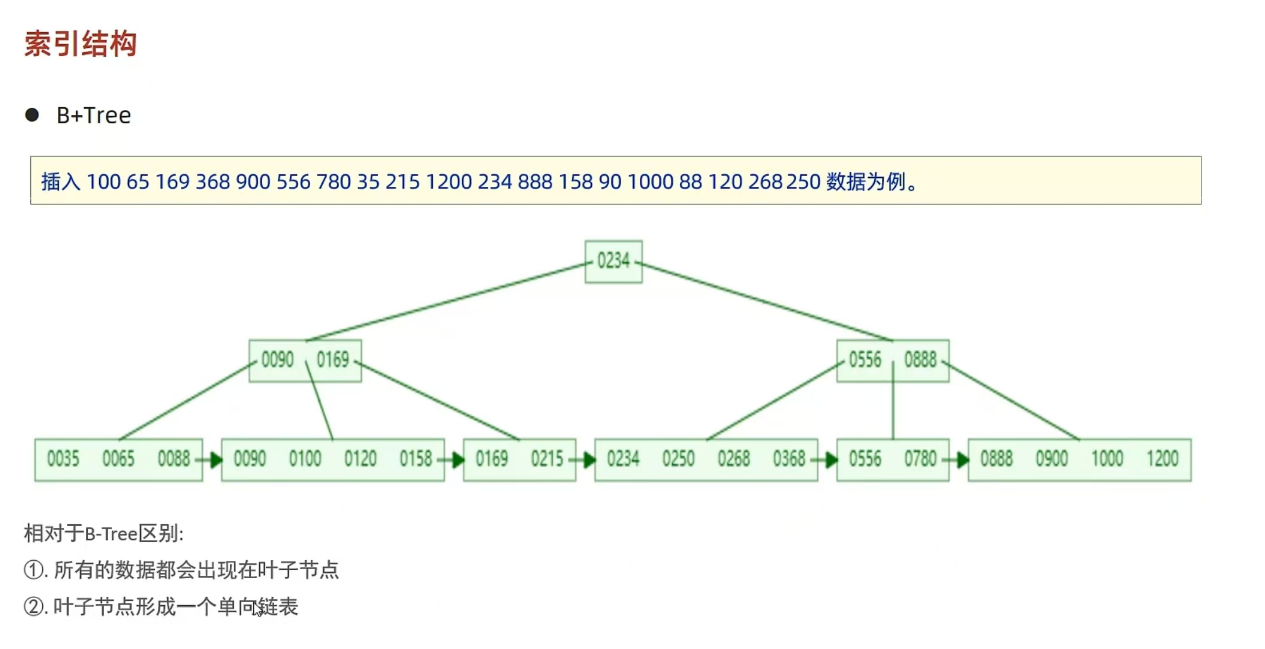 索引结构
● B+Tree
插入 100 65 169 368 900 556 780 35 215 1200 234 888 158 90 1000 88 120 268 250 数据为例。
0234
0090 0169 0556 0888
0035 0065 0088 0090 0100 0120 0158 0169 0215 0234 0250 0268 0368 0556 0780 0888 0900 1000 1200
相对于B-Tree区别:
①. 所有的数据都会出现在叶子节点
②. 叶子节点形成一个单向链表